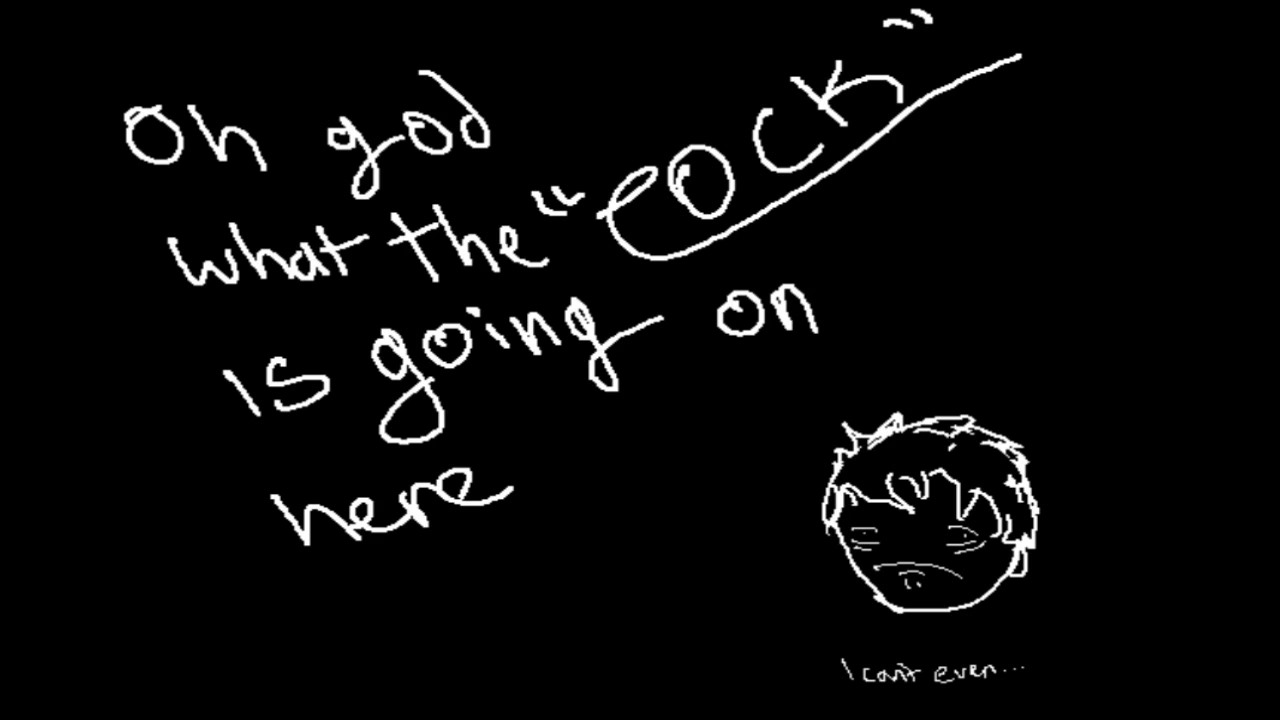 Oh god
what the "COCK"
is going on
here
I can't even...